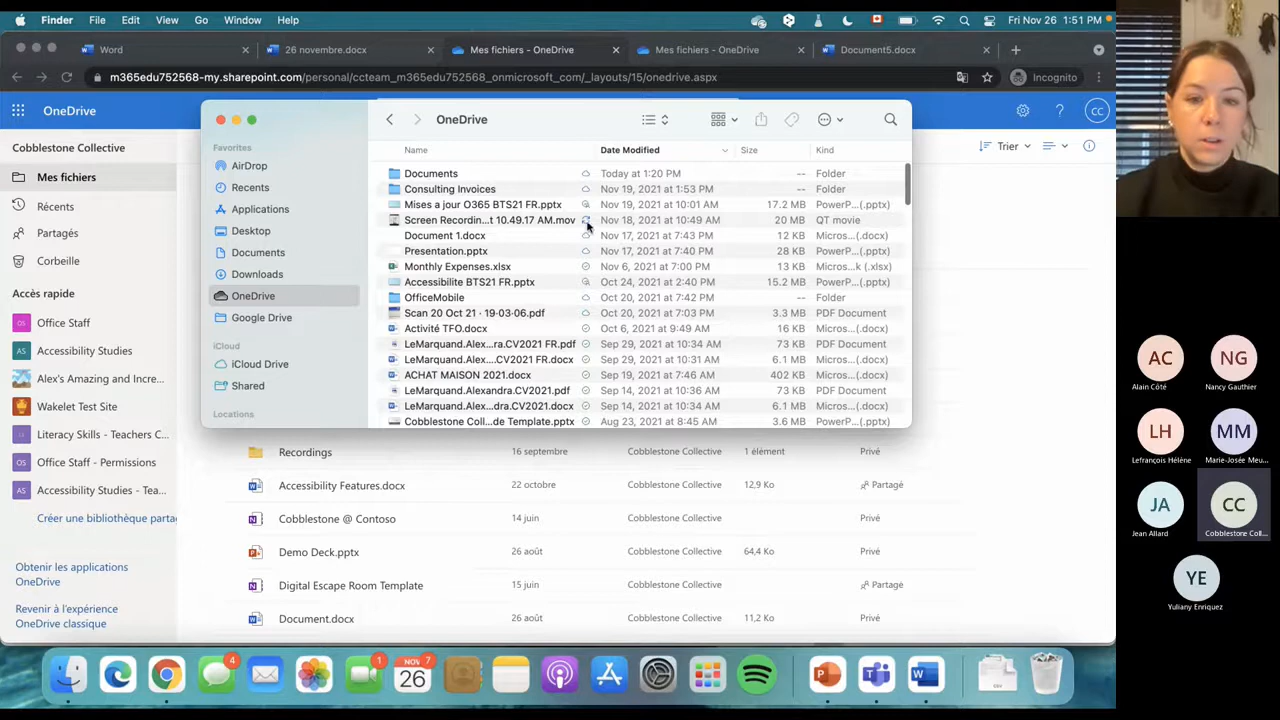 Finder File Edit View Go Window Help
Fri Nov 26 1:51 PM
Word
26 novembre.docx
Mes fichiers - OneDrive
Mes fichiers - OneDrive
Document5.docx
m365edu752568-my.sharepoint.com/personal/ccteam_m365edu752568_onmicrosoft_com/_layouts/15/onedrive.aspx
Incognito
OneDrive
CC
Cobblestone Collective
Mes fichiers
Récents
Partagés
Corbeille
Accès rapide
OS Office Staff
AS Accessibility Studies
Alex's Amazing and Incre...
Wakelet Test Site
LS Literacy Skills - Teachers C...
OS Office Staff - Permissions
AS Accessibility Studies - Tea...
Créer une bibliothèque parta
Obtenir les applications
OneDrive
Revenir à l'expérience
OneDrive classique
Trier
OneDrive
Favorites
AirDrop
Recents
Applications
Desktop
Documents
Downloads
OneDrive
Google Drive
iCloud
iCloud Drive
Shared
Locations
Name Date Modified Size Kind
Documents Today at 1:20 PM -- Folder
Consulting Invoices Nov 19, 2021 at 1:53 PM -- Folder
Mises a jour O365 BTS21 FR.pptx Nov 19, 2021 at 10:01 AM 17.2 MB PowerP...(.pptx)
Screen Recordin...t 10.49.17 AM.mov Nov 18, 2021 at 10:49 AM 20 MB QT movie
Document 1.docx Nov 17, 2021 at 7:43 PM 12 KB Micros...(.docx)
Presentation.pptx Nov 17, 2021 at 7:40 PM 28 KB PowerP...(.pptx)
Monthly Expenses.xlsx Nov 6, 2021 at 7:00 PM 13 KB Micros...k (.xlsx)
Accessibilite BTS21 FR.pptx Oct 24, 2021 at 2:40 PM 15.2 MB PowerP...(.pptx)
OfficeMobile Oct 20, 2021 at 7:42 PM -- Folder
Scan 20 Oct 21 · 19-03-06.pdf Oct 20, 2021 at 7:03 PM 3.3 MB PDF Document
Activité TFO.docx Oct 6, 2021 at 9:49 AM 16 KB Micros...(.docx)
LeMarquand.Alex...ra.CV2021 FR.pdf Sep 29, 2021 at 10:34 AM 73 KB PDF Document
LeMarquand.Alex....CV2021 FR.docx Sep 29, 2021 at 10:31 AM 6.1 MB Micros...(.docx)
ACHAT MAISON 2021.docx Sep 19, 2021 at 7:46 AM 402 KB Micros...(.docx)
LeMarquand.Alexandra.CV2021.pdf Sep 14, 2021 at 10:36 AM 73 KB PDF Document
LeMarquand.Alex...dra.CV2021.docx Sep 14, 2021 at 10:34 AM 6.1 MB Micros...(.docx)
Cobblestone Coll...de Template.pptx Aug 23, 2021 at 8:45 AM 3.6 MB PowerP...(.pptx)
Recordings 16 septembre Cobblestone Collective 1 élément Privé
Accessibility Features.docx 22 octobre Cobblestone Collective 12,9 Ko Partagé
Cobblestone @ Contoso 14 juin Cobblestone Collective Privé
Demo Deck.pptx 26 août Cobblestone Collective 64,4 Ko Privé
Digital Escape Room Template 15 juin Cobblestone Collective Partagé
Document.docx 26 août Cobblestone Collective 11,2 Ko Privé
4
1
NOV 7
26
AC NG
Alain Côté Nancy Gauthier
LH MM
Lefrançois Hélène Marie-Josée Meu...
JA CC
Jean Allard Cobblestone Coll...
YE
Yuliany Enriquez